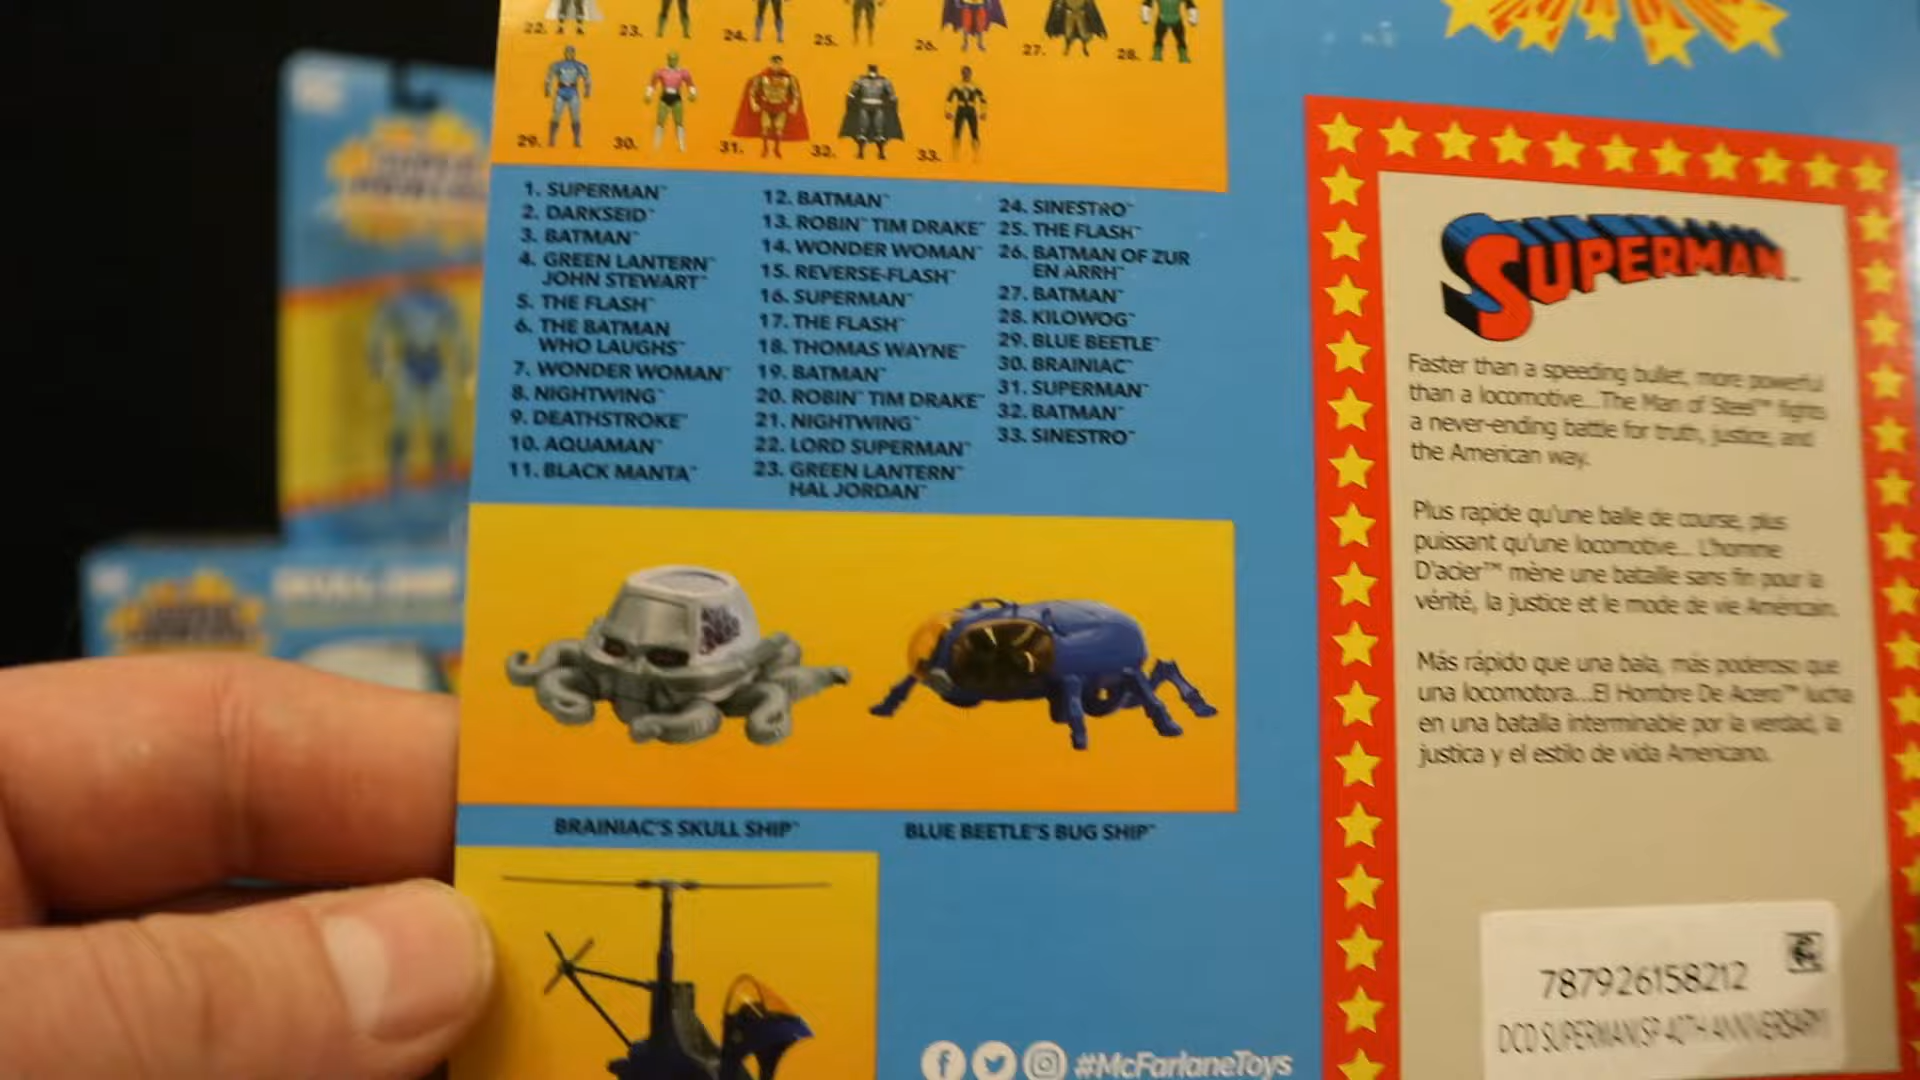 22. 23. 24. 25. 26. 27. 28.
29. 30. 31. 32. 33.
1. SUPERMAN™
2. DARKSEID™
3. BATMAN™
4. GREEN LANTERN™
JOHN STEWART™
5. THE FLASH™
6. THE BATMAN
WHO LAUGHS™
7. WONDER WOMAN™
8. NIGHTWING™
9. DEATHSTROKE™
10. AQUAMAN™
11. BLACK MANTA™
12. BATMAN™
13. ROBIN™ TIM DRAKE™
14. WONDER WOMAN™
15. REVERSE-FLASH™
16. SUPERMAN™
17. THE FLASH™
18. THOMAS WAYNE™
19. BATMAN™
20. ROBIN™ TIM DRAKE™
21. NIGHTWING™
22. LORD SUPERMAN™
23. GREEN LANTERN™
HAL JORDAN™
24. SINESTRO™
25. THE FLASH™
26. BATMAN OF ZUR
EN ARRH™
27. BATMAN™
28. KILOWOG™
29. BLUE BEETLE™
30. BRAINIAC™
31. SUPERMAN™
32. BATMAN™
33. SINESTRO™
BRAINIAC'S SKULL SHIP™
BLUE BEETLE'S BUG SHIP™
#McFarlaneToys
SUPERMAN™
Faster than a speeding bullet, more powerful
than a locomotive...The Man of Steel™ fights
a never-ending battle for truth, justice, and
the American way.
Plus rapide qu'une balle de course, plus
puissant qu'une locomotive... L'homme
D'acier™ mène une bataille sans fin pour la
vérité, la justice et le mode de vie Américain.
Más rápido que una bala, más poderoso que
una locomotora...El Hombre De Acero™ lucha
en una batalla interminable por la verdad, la
justica y el estilo de vida Americano.
787926158212
DCD SUPERMAN SP 40TH ANNIVERSARY
SKULL SHIP